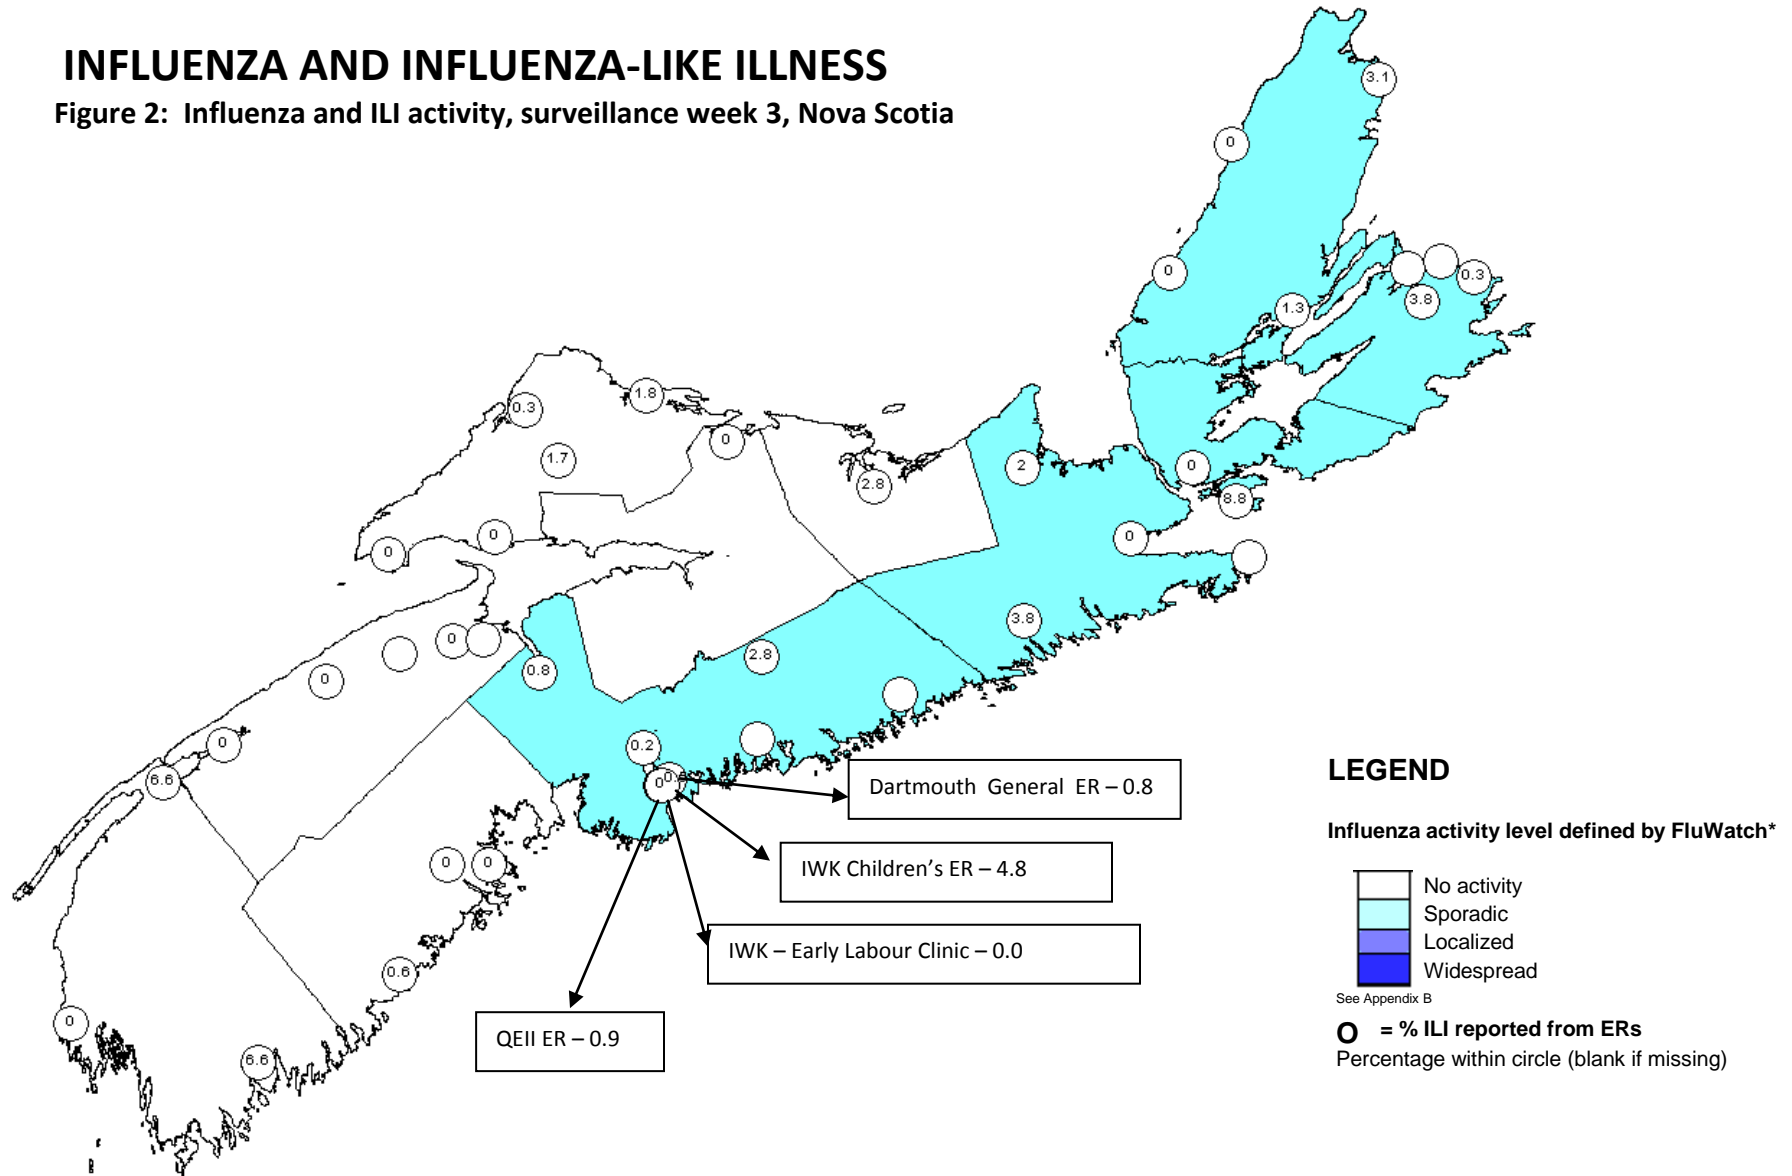 INFLUENZA AND INFLUENZA-LIKE ILLNESS
Figure 2:  Influenza and ILI activity, surveillance week 3, Nova Scotia
3.1
0
0
0.3
3.8
1.3
1.8
0.3
0
1.7
2
0
2.8
8.8
0
0
0
3.8
0
2.8
0.8
0
0
0.2
6.6
0
Dartmouth General ER – 0.8
IWK Children's ER – 4.8
0
0
IWK – Early Labour Clinic – 0.0
0.6
QEII ER – 0.9
0
6.6
LEGEND
Influenza activity level defined by FluWatch*
No activity
Sporadic
Localized
Widespread
See Appendix B
O = % ILI reported from ERs
Percentage within circle (blank if missing)